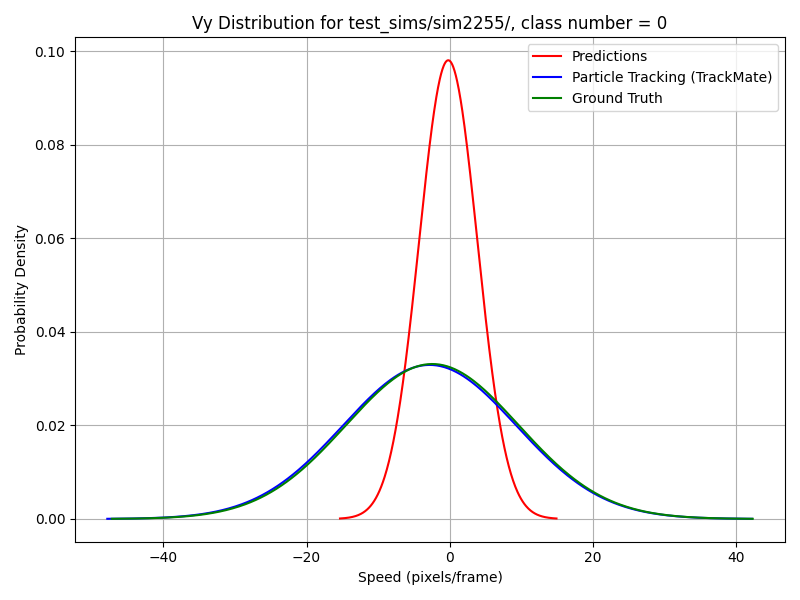 Vy Distribution for test_sims/sim2255/, class number = 0
Predictions
Particle Tracking (TrackMate)
Ground Truth
Probability Density
0.10
0.08
0.06
0.04
0.02
0.00
−40 −20 0 20 40
Speed (pixels/frame)